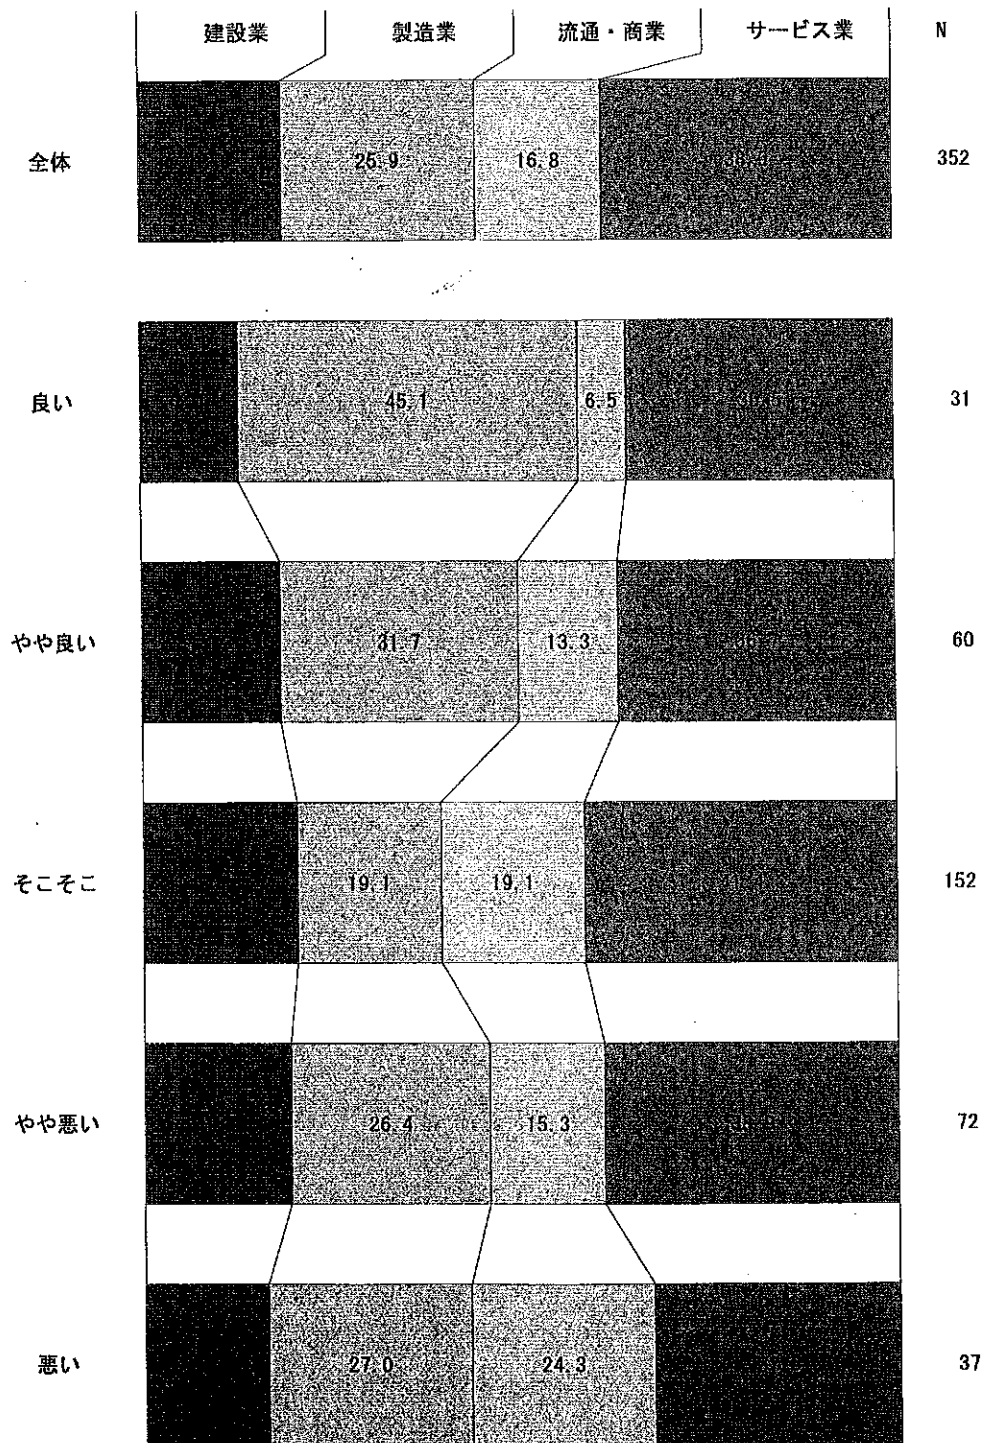 建設業 製造業 流通・商業 サービス業 N
全体 25.9 16.8 352
良い 45.1 6.5 31
やや良い 31.7 13.3 60
そこそこ 19.1 19.1 152
やや悪い 26.4 15.3 72
悪い 27.0 24.3 37